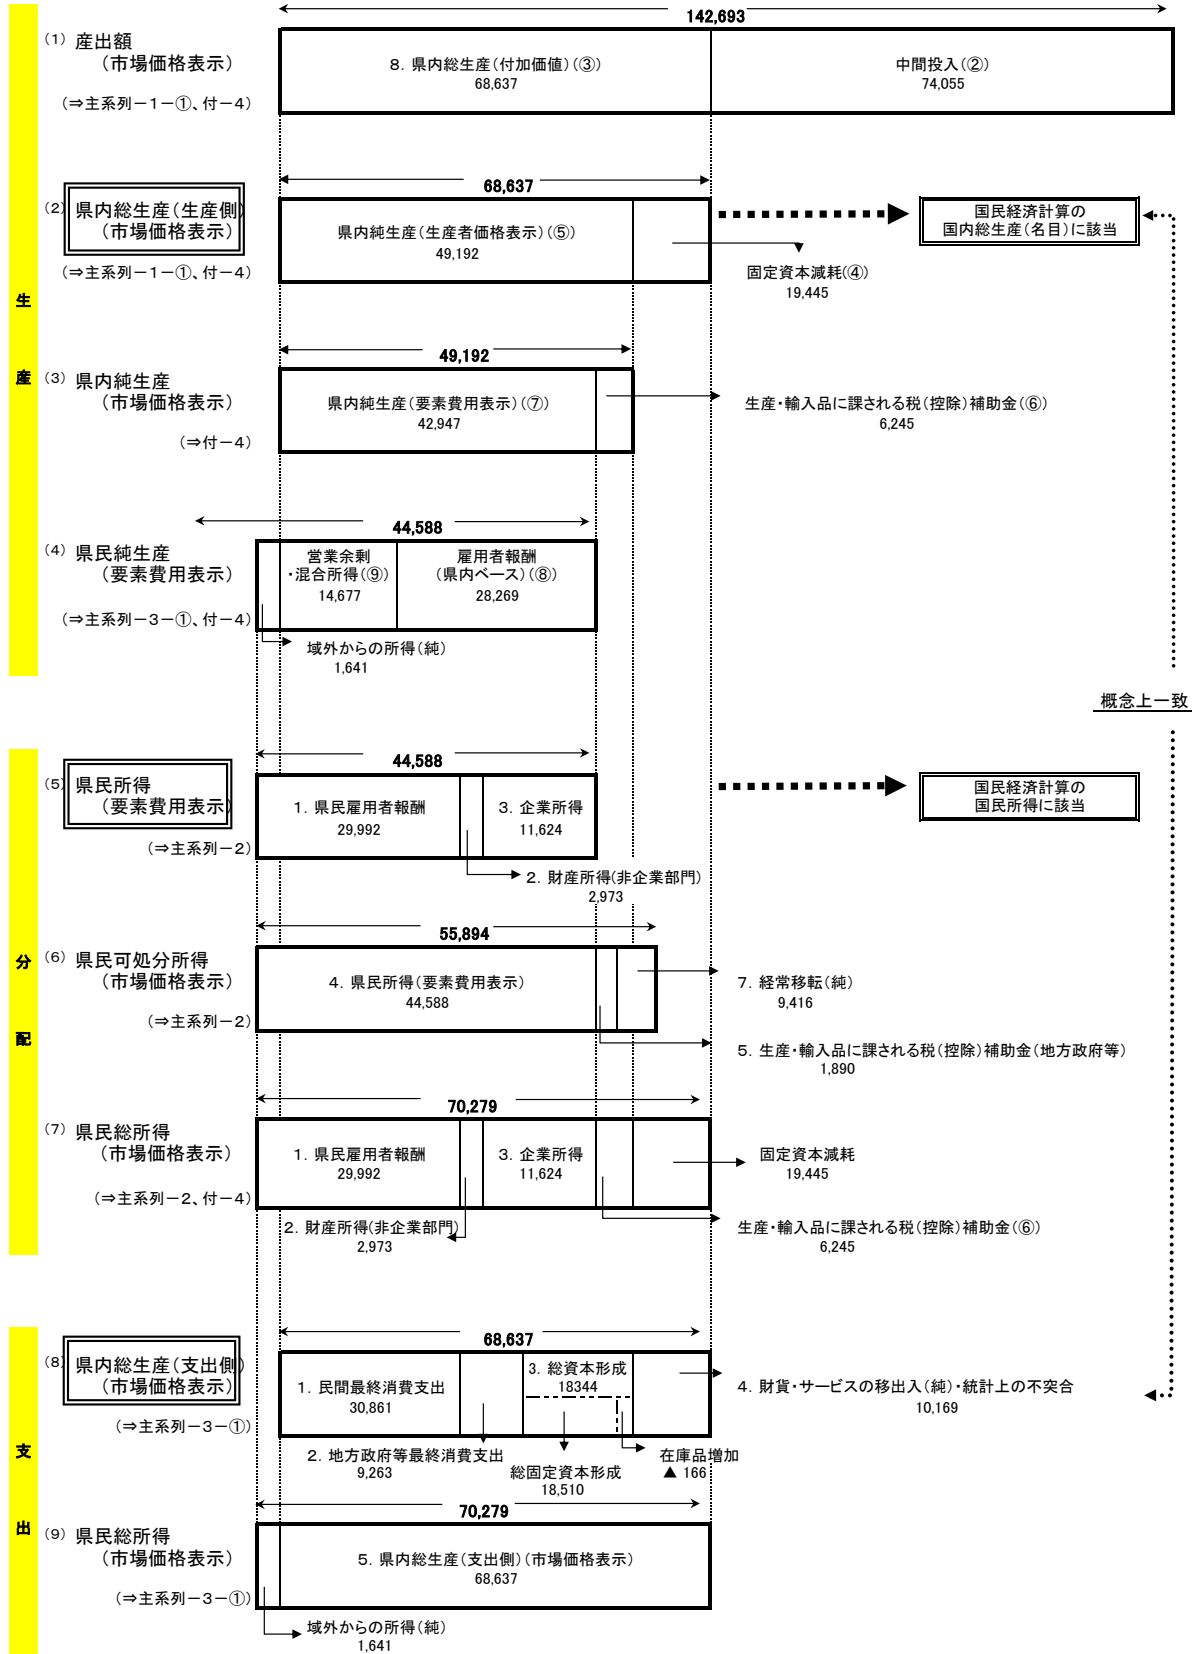 142,693
(1) 産出額
(市場価格表示)
(⇒主系列-1-①、付-4)
8. 県内総生産(付加価値)(③)
68,637
中間投入(②)
74,055
68,637
(2) 県内総生産(生産側)
(市場価格表示)
(⇒主系列-1-①、付-4)
県内純生産(生産者価格表示)(⑤)
49,192
固定資本減耗(④)
19,445
国民経済計算の
国内総生産(名目)に該当
生
産
49,192
(3) 県内純生産
(市場価格表示)
(⇒付-4)
県内純生産(要素費用表示)(⑦)
42,947
生産・輸入品に課される税(控除)補助金(⑥)
6,245
44,588
(4) 県民純生産
(要素費用表示)
(⇒主系列-3-①、付-4)
営業余剰
・混合所得(⑨)
14,677
雇用者報酬
(県内ベース)(⑧)
28,269
域外からの所得(純)
1,641
概念上一致
44,588
(5) 県民所得
(要素費用表示)
(⇒主系列-2)
1. 県民雇用者報酬
29,992
3. 企業所得
11,624
2. 財産所得(非企業部門)
2,973
国民経済計算の
国民所得に該当
分
配
55,894
(6) 県民可処分所得
(市場価格表示)
(⇒主系列-2)
4. 県民所得(要素費用表示)
44,588
7. 経常移転(純)
9,416
5. 生産・輸入品に課される税(控除)補助金(地方政府等)
1,890
70,279
(7) 県民総所得
(市場価格表示)
(⇒主系列-2、付-4)
1. 県民雇用者報酬
29,992
3. 企業所得
11,624
固定資本減耗
19,445
2. 財産所得(非企業部門)
2,973
生産・輸入品に課される税(控除)補助金(⑥)
6,245
68,637
(8) 県内総生産(支出側)
(市場価格表示)
(⇒主系列-3-①)
1. 民間最終消費支出
30,861
3. 総資本形成
18344
4. 財貨・サービスの移出入(純)・統計上の不突合
10,169
2. 地方政府等最終消費支出
9,263
総固定資本形成
18,510
在庫品増加
▲ 166
支
出
70,279
(9) 県民総所得
(市場価格表示)
(⇒主系列-3-①)
5. 県内総生産(支出側)(市場価格表示)
68,637
域外からの所得(純)
1,641